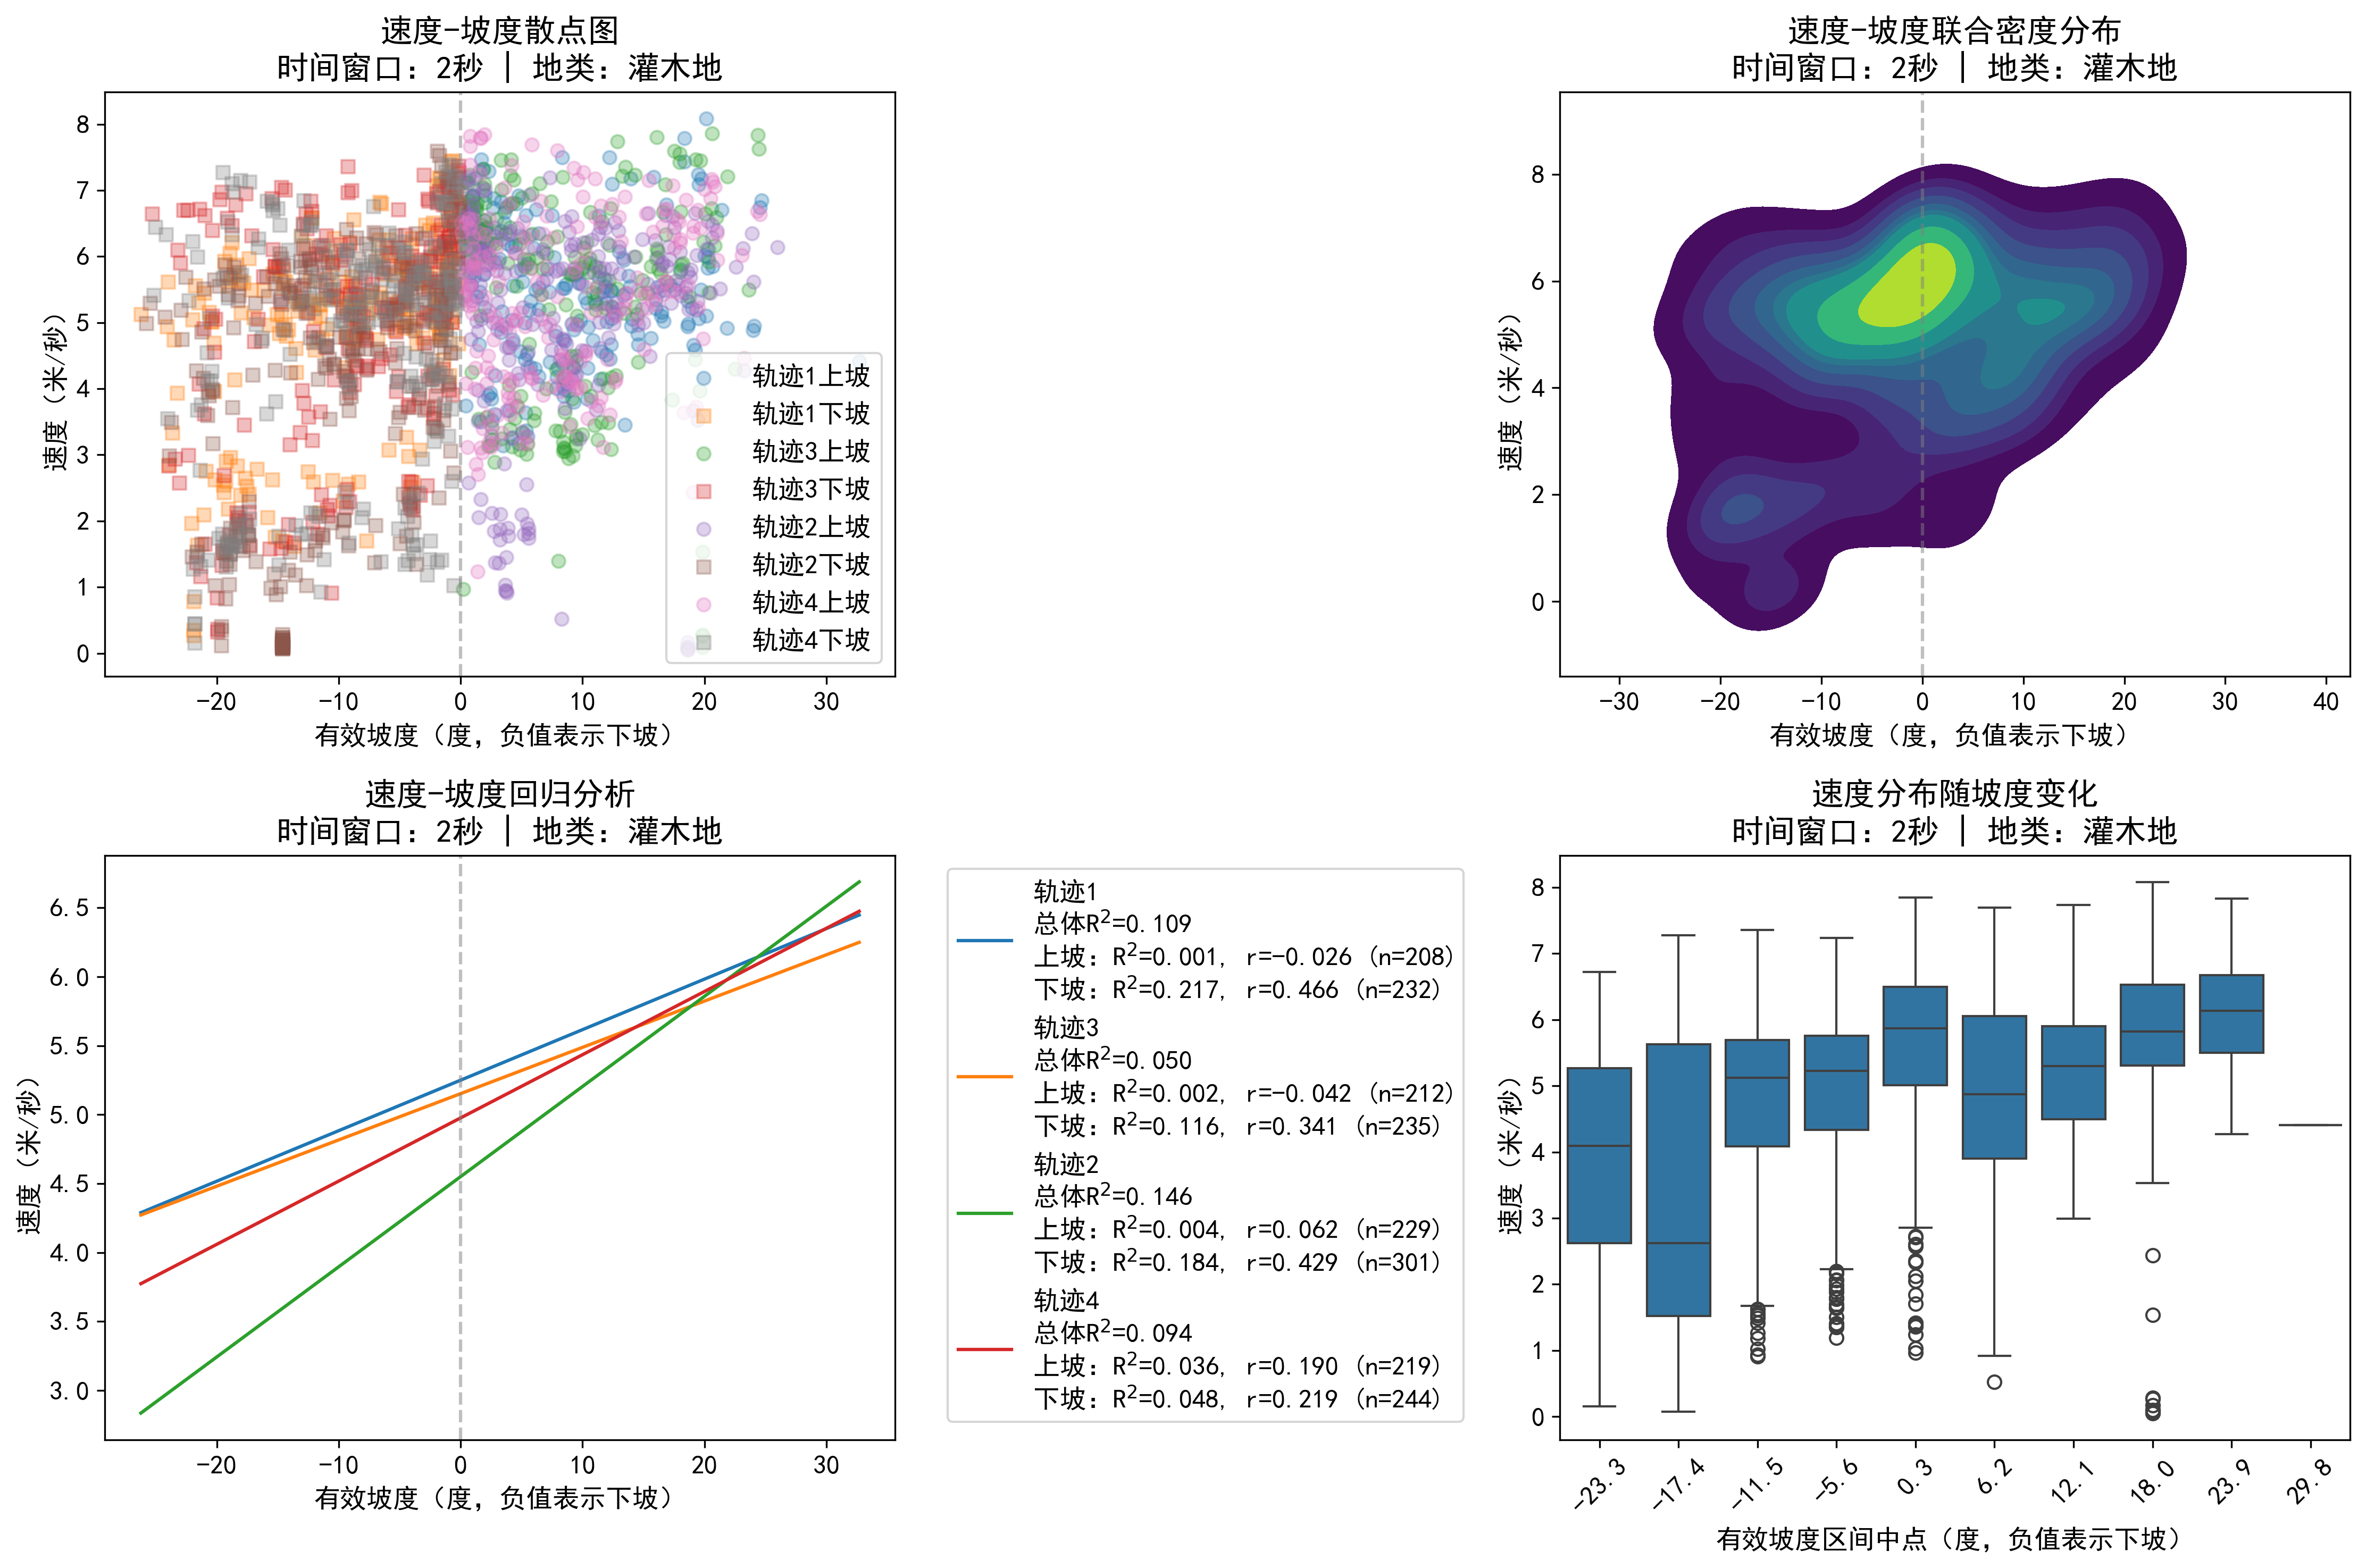 速度-坡度散点图
时间窗口：2秒 | 地类：灌木地
8
7
6
5
4
3
2
1
0
速度（米/秒）
轨迹1上坡
轨迹1下坡
轨迹3上坡
轨迹3下坡
轨迹2上坡
轨迹2下坡
轨迹4上坡
轨迹4下坡
−20 −10 0 10 20 30
有效坡度（度，负值表示下坡）
速度-坡度联合密度分布
时间窗口：2秒 | 地类：灌木地
8
6
4
2
0
速度（米/秒）
−30 −20 −10 0 10 20 30 40
有效坡度（度，负值表示下坡）
速度-坡度回归分析
时间窗口：2秒 | 地类：灌木地
6.5
6.0
5.5
5.0
4.5
4.0
3.5
3.0
速度（米/秒）
−20 −10 0 10 20 30
有效坡度（度，负值表示下坡）
轨迹1
总体R²=0.109
上坡：R²=0.001, r=-0.026 (n=208)
下坡：R²=0.217, r=0.466 (n=232)
轨迹3
总体R²=0.050
上坡：R²=0.002, r=-0.042 (n=212)
下坡：R²=0.116, r=0.341 (n=235)
轨迹2
总体R²=0.146
上坡：R²=0.004, r=0.062 (n=229)
下坡：R²=0.184, r=0.429 (n=301)
轨迹4
总体R²=0.094
上坡：R²=0.036, r=0.190 (n=219)
下坡：R²=0.048, r=0.219 (n=244)
速度分布随坡度变化
时间窗口：2秒 | 地类：灌木地
8
7
6
5
4
3
2
1
0
速度（米/秒）
-23.3 -17.4 -11.5 -5.6 0.3 6.2 12.1 18.0 23.9 29.8
有效坡度区间中点（度，负值表示下坡）